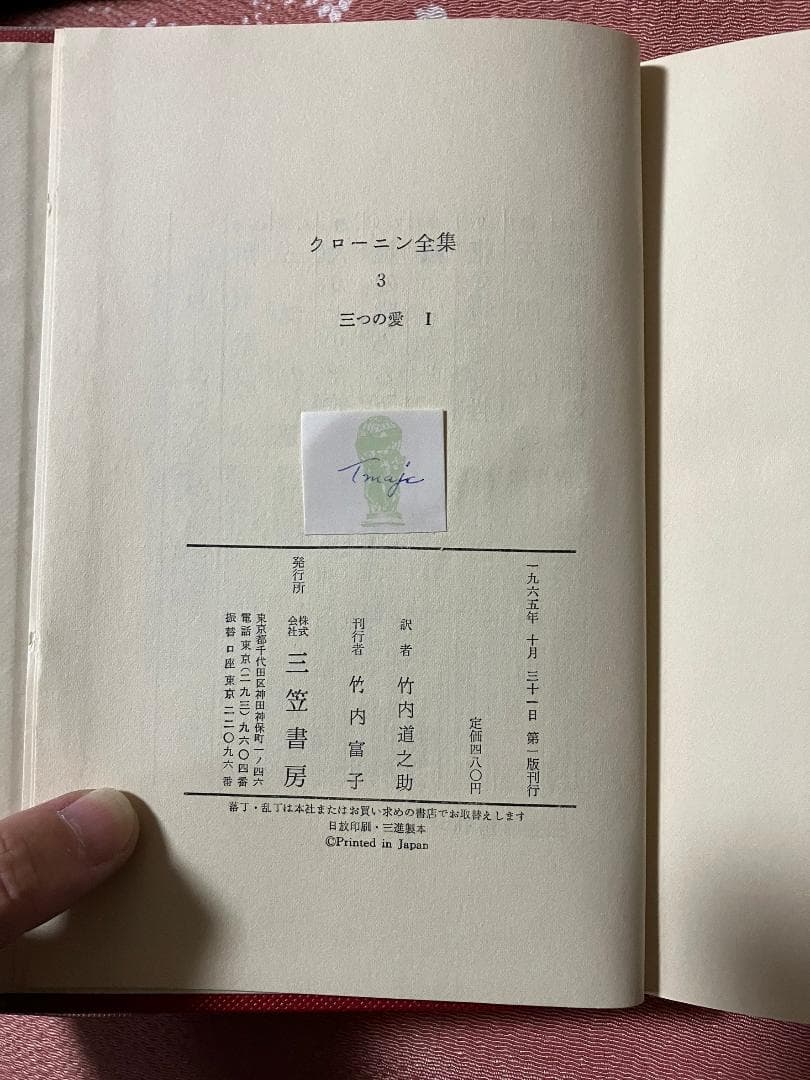 クローニン全集
3
三つの愛 I
一九六五年 十月 三十一日 第一版刊行
定価四八〇円
訳者 竹内道之助
刊行者 竹内富子
発行所 株式会社 三笠書房
東京都千代田区神田神保町一ノ四六
電話東京(二九三)九六〇四番
振替口座東京二二〇九六番
落丁・乱丁は本社またはお買い求めの書店でお取替えします
日放印刷・三進製本
©Printed in Japan